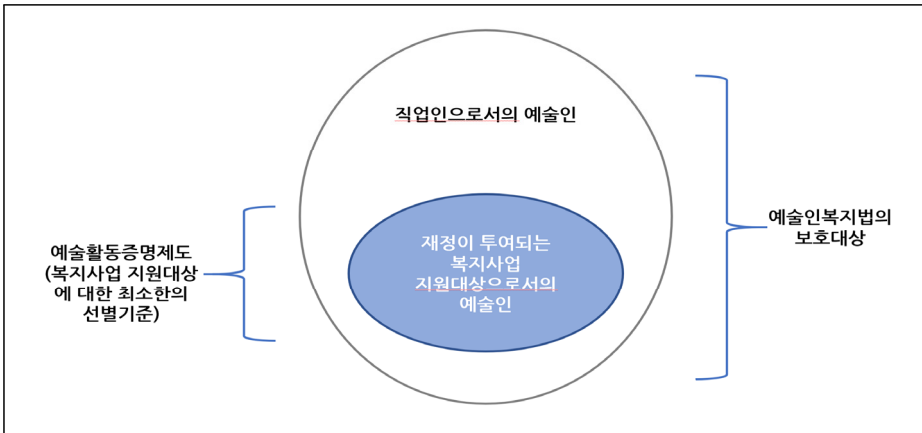 직업인으로서의 예술인
재정이 투여되는
복지사업
지원대상으로서의
예술인
예술활동증명제도
(복지사업 지원대상
에 대한 최소한의
선별기준)
예술인복지법의
보호대상